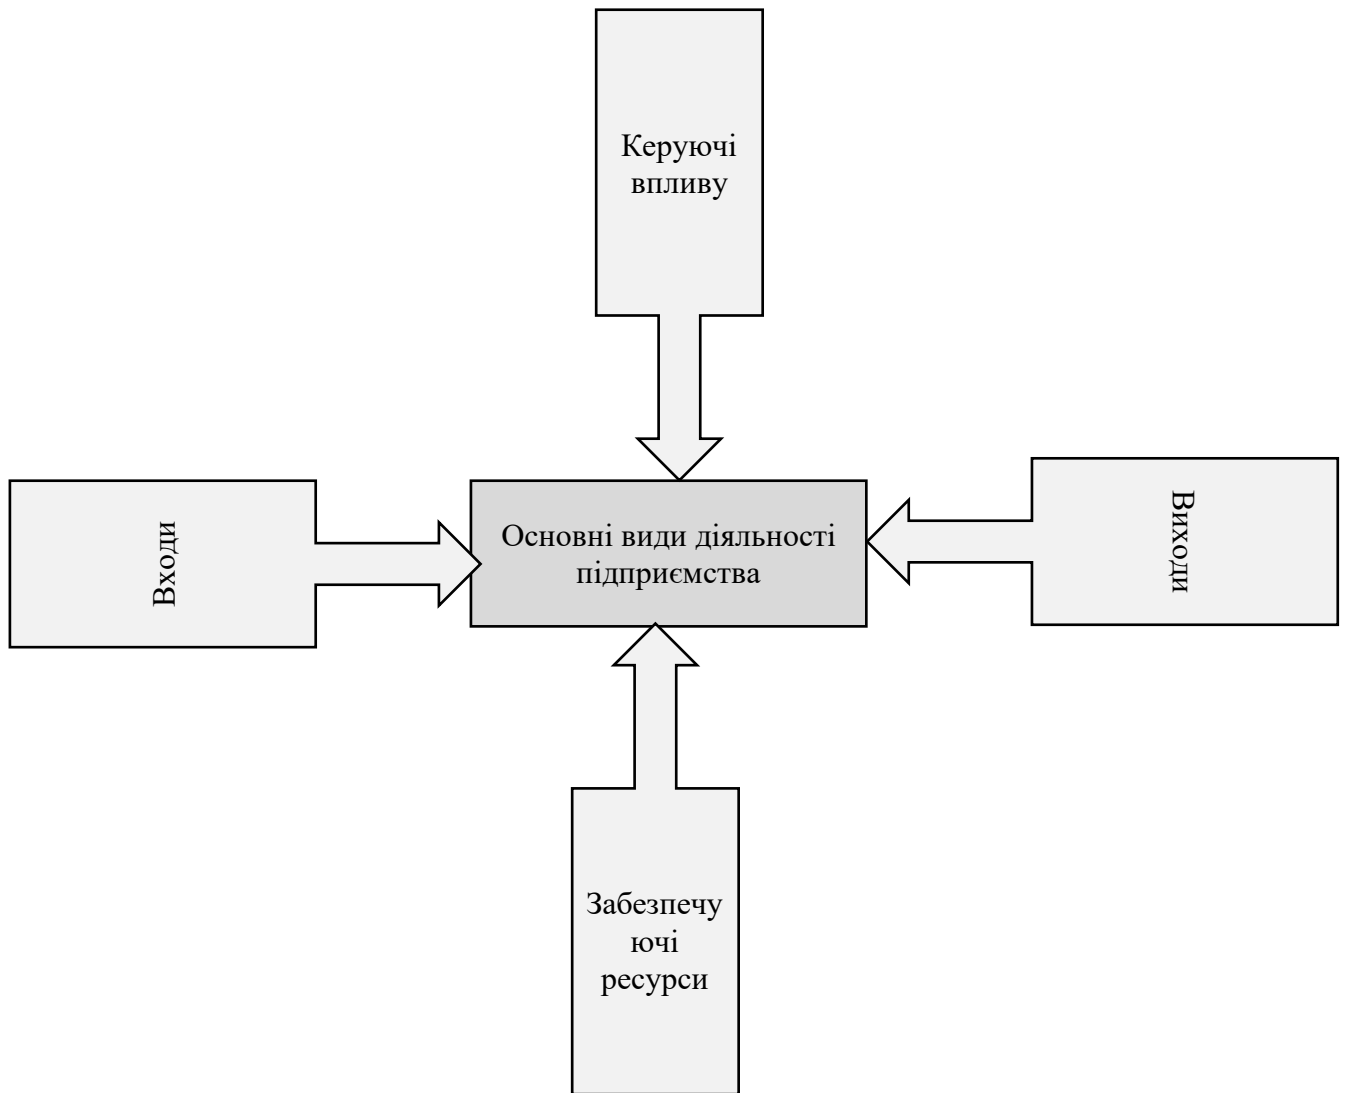 Керуючі
впливу
Входи
Основні види діяльності
підприємства
Виходи
Забезпечу
ючі
ресурси